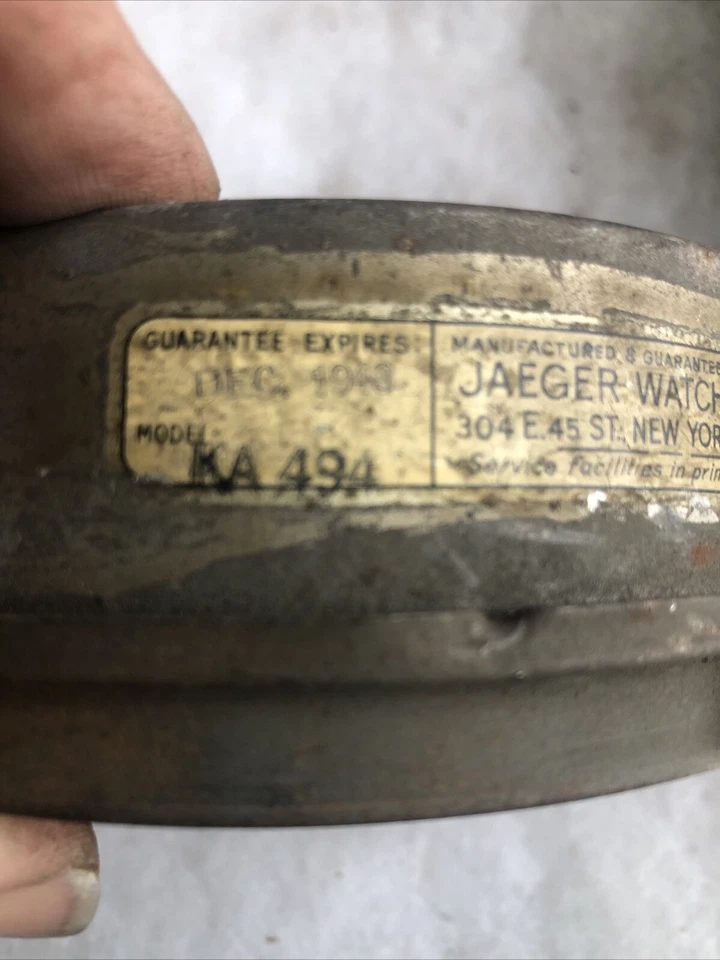 GUARANTEE EXPIRES:
DEC.
MODEL
KA 494
MANUFACTURED & GUARANTEE
JAEGER WATCH
304 E. 45 ST., NEW YOR
Service facilities in prin